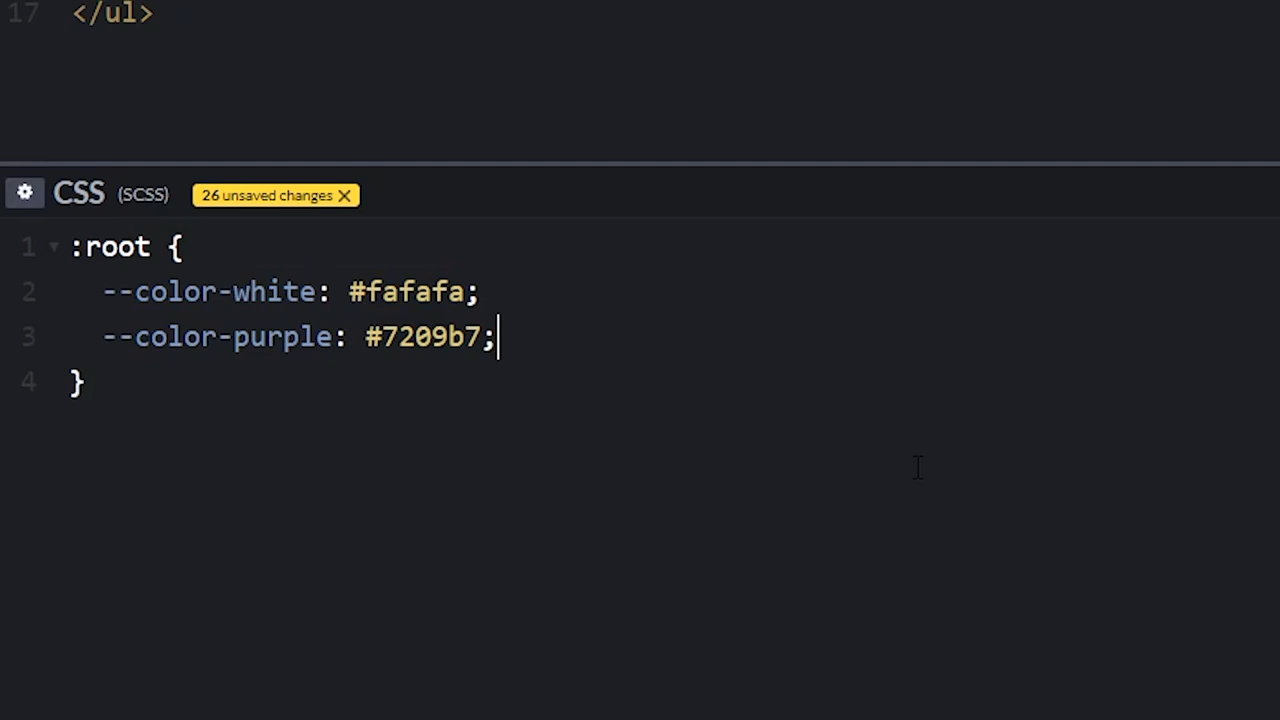 17 </ul>
CSS (SCSS) 26 unsaved changes X
1 :root {
2 --color-white: #fafafa;
3 --color-purple: #7209b7;
4 }